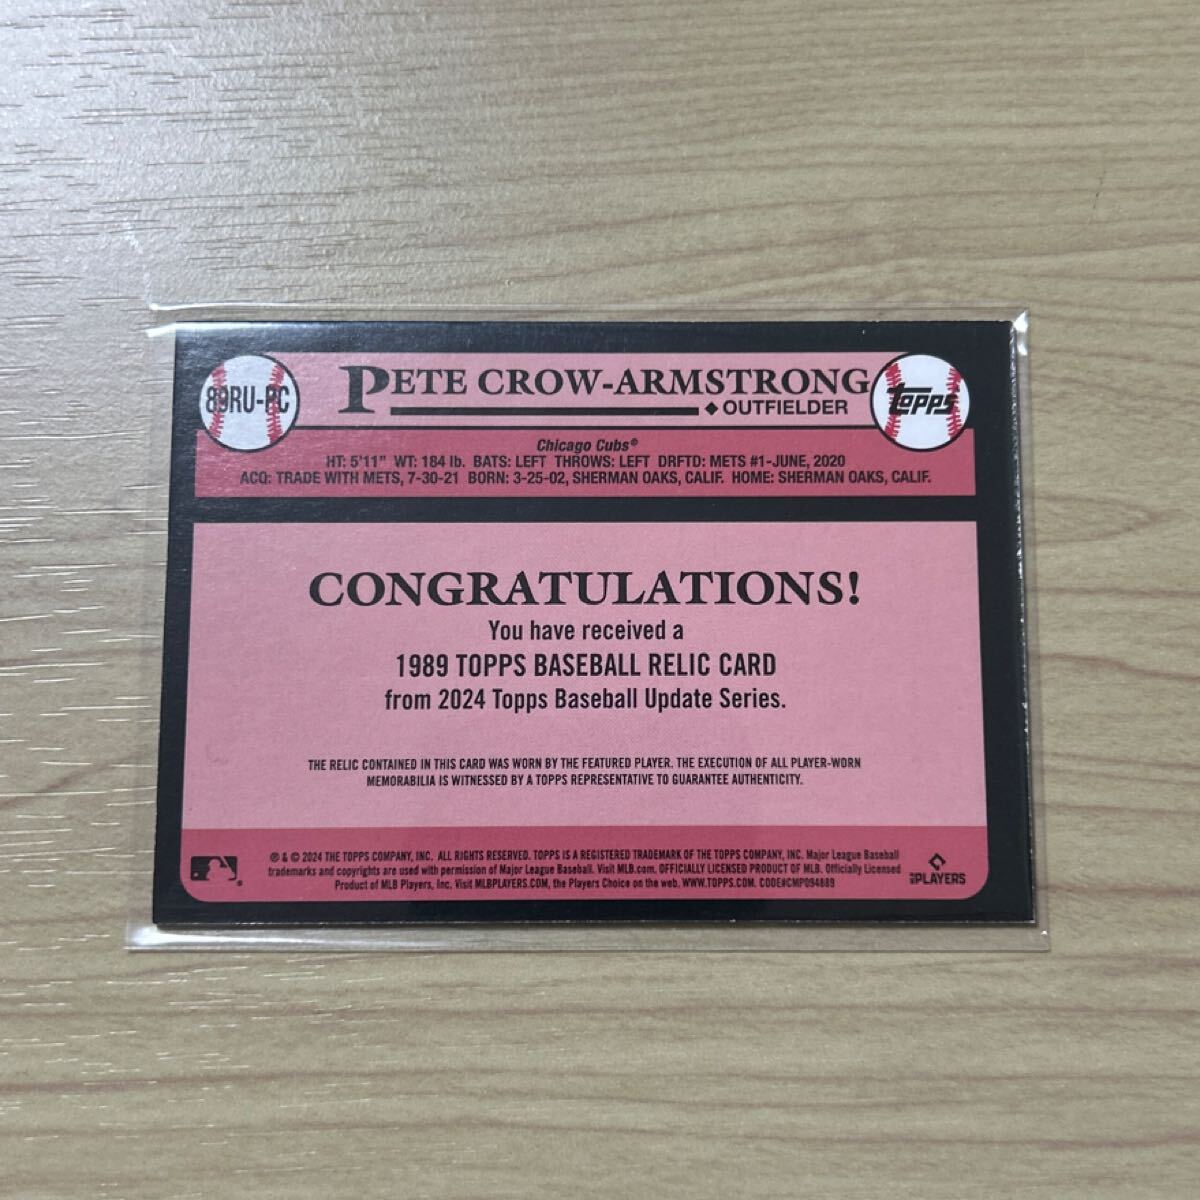 89RU-PC
PETE CROW-ARMSTRONG
◆ OUTFIELDER
topps
Chicago Cubs®
HT: 5'11" WT: 184 lb. BATS: LEFT THROWS: LEFT DRFTD: METS #1-JUNE, 2020
ACQ: TRADE WITH METS, 7-30-21 BORN: 3-25-02, SHERMAN OAKS, CALIF. HOME: SHERMAN OAKS, CALIF.
CONGRATULATIONS!
You have received a
1989 TOPPS BASEBALL RELIC CARD
from 2024 Topps Baseball Update Series.
THE RELIC CONTAINED IN THIS CARD WAS WORN BY THE FEATURED PLAYER. THE EXECUTION OF ALL PLAYER-WORN
MEMORABILIA IS WITNESSED BY A TOPPS REPRESENTATIVE TO GUARANTEE AUTHENTICITY.
® & © 2024 THE TOPPS COMPANY, INC. ALL RIGHTS RESERVED. TOPPS IS A REGISTERED TRADEMARK OF THE TOPPS COMPANY, INC. Major League Baseball
trademarks and copyrights are used with permission of Major League Baseball. Visit MLB.com. OFFICIALLY LICENSED PRODUCT OF MLB. Officially Licensed
Product of MLB Players, Inc. Visit MLBPLAYERS.COM, the Players Choice on the web. WWW.TOPPS.COM. CODE#CMP094889
MLB PLAYERS